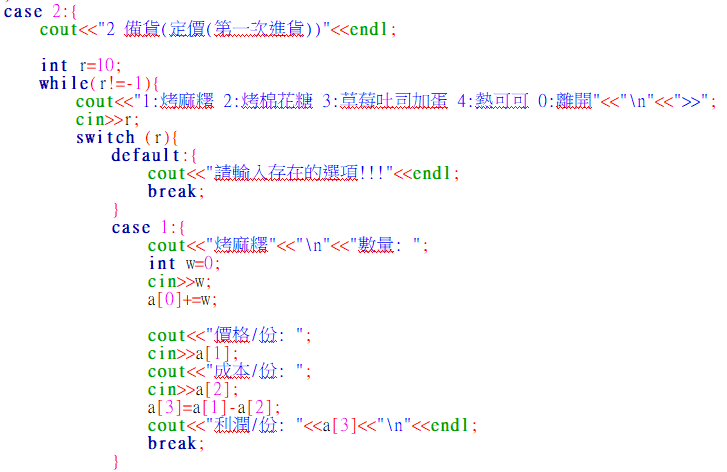 case 2:{
cout<<"2 備貨(定價(第一次進貨))"<<endl;
int r=10;
while(r!=-1){
cout<<"1:烤麻糬 2:烤棉花糖 3:草莓吐司加蛋 4:熱可可 0:離開"<<"\n"<<">>";
cin>>r;
switch (r){
default:{
cout<<"請輸入存在的選項!!!"<<endl;
break;
}
case 1:{
cout<<"烤麻糬"<<"\n"<<"數量: ";
int w=0;
cin>>w;
a[0]+=w;
cout<<"價格/份: ";
cin>>a[1];
cout<<"成本/份: ";
cin>>a[2];
a[3]=a[1]-a[2];
cout<<"利潤/份: "<<a[3]<<"\n"<<endl;
break;
}